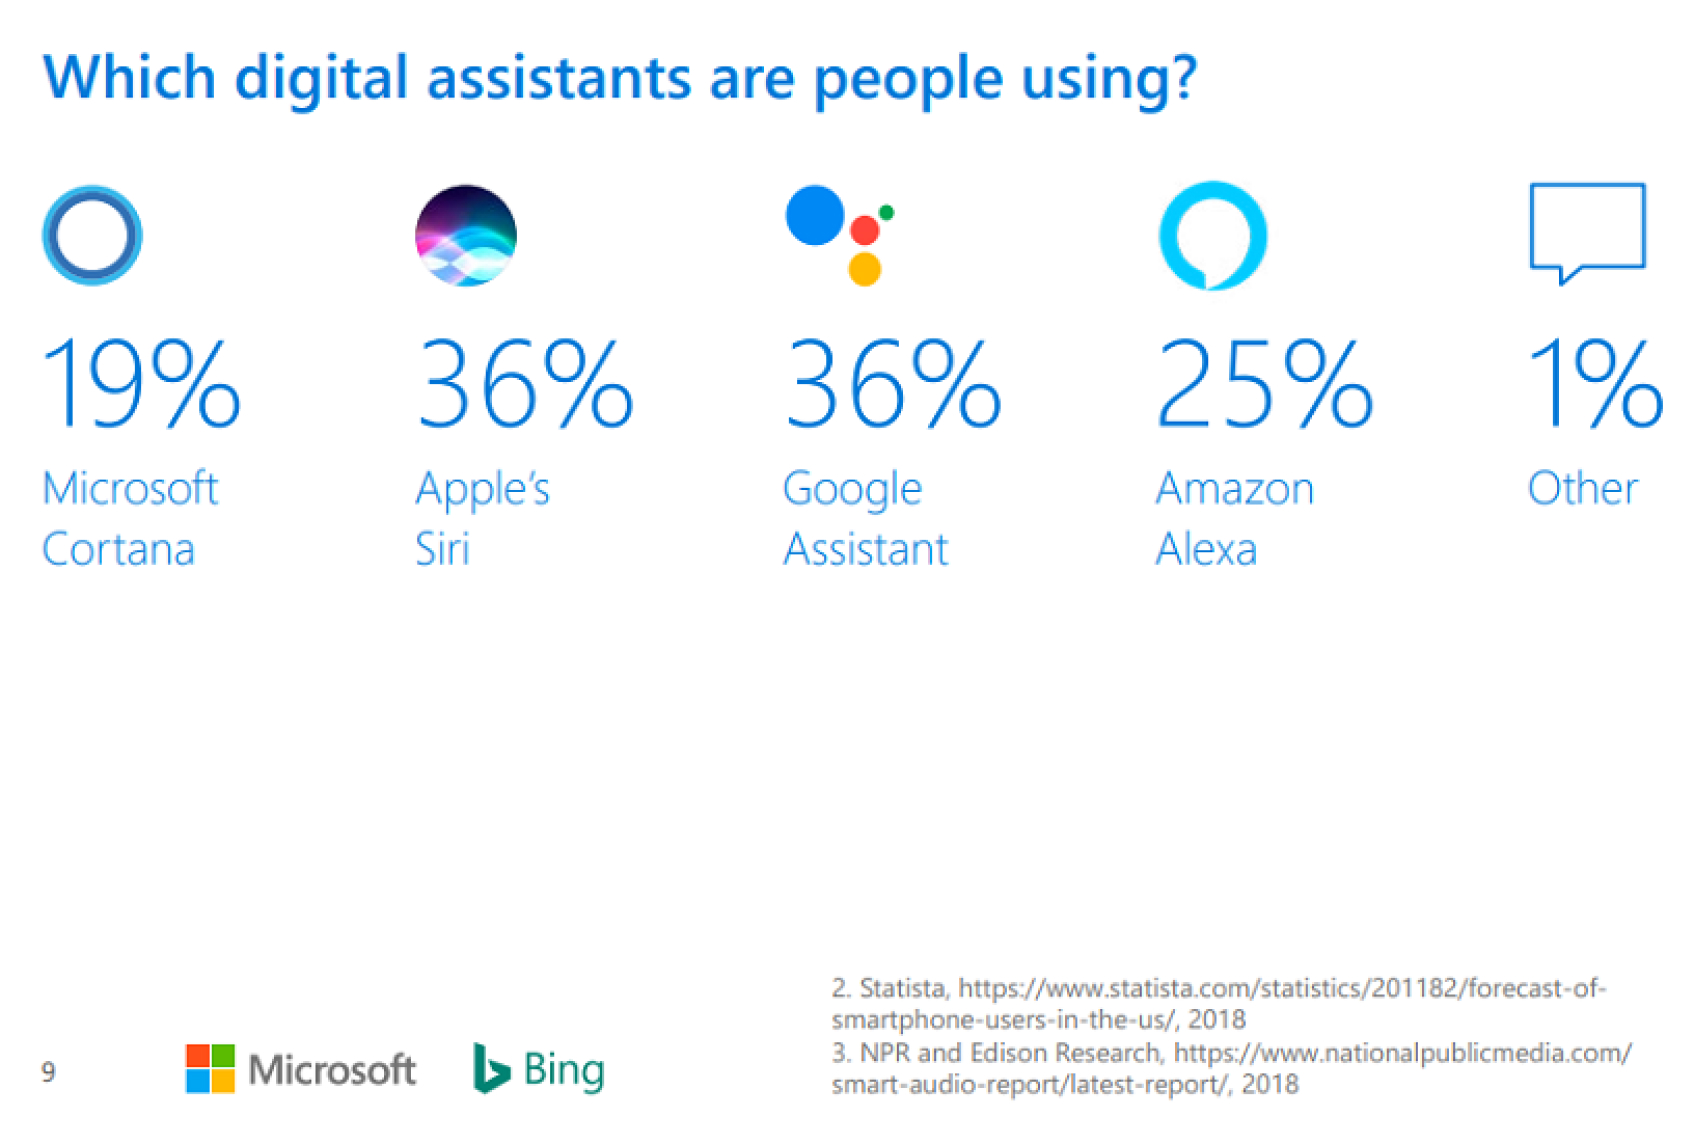 Which digital assistants are people using?
19%
Microsoft
Cortana
36%
Apple's
Siri
36%
Google
Assistant
25%
Amazon
Alexa
1%
Other
2. Statista, https://www.statista.com/statistics/201182/forecast-of-
smartphone-users-in-the-us/, 2018
3. NPR and Edison Research, https://www.nationalpublicmedia.com/
smart-audio-report/latest-report/, 2018
9
Microsoft
Bing